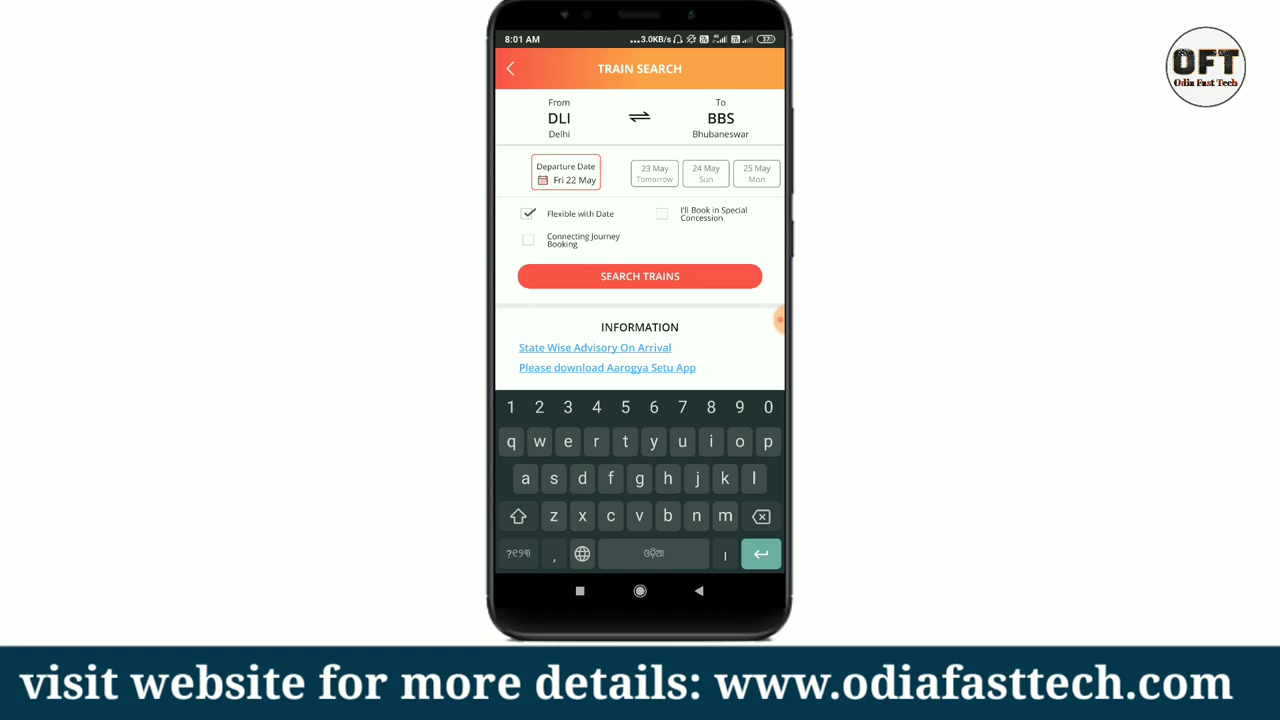 8:01 AM
...3.0KB/s
37
TRAIN SEARCH
From
DLI
Delhi
To
BBS
Bhubaneswar
Departure Date
Fri 22 May
23 May
Tomorrow
24 May
Sun
25 May
Mon
Flexible with Date
I'll Book in Special
Concession
Connecting Journey
Booking
SEARCH TRAINS
INFORMATION
State Wise Advisory On Arrival
Please download Aarogya Setu App
1 2 3 4 5 6 7 8 9 0
q w e r t y u i o p
a s d f g h j k l
z x c v b n m
?୧୨୩ , ଓଡ଼ିଆ ।
OFT
Odia Fast Tech
visit website for more details: www.odiafasttech.com